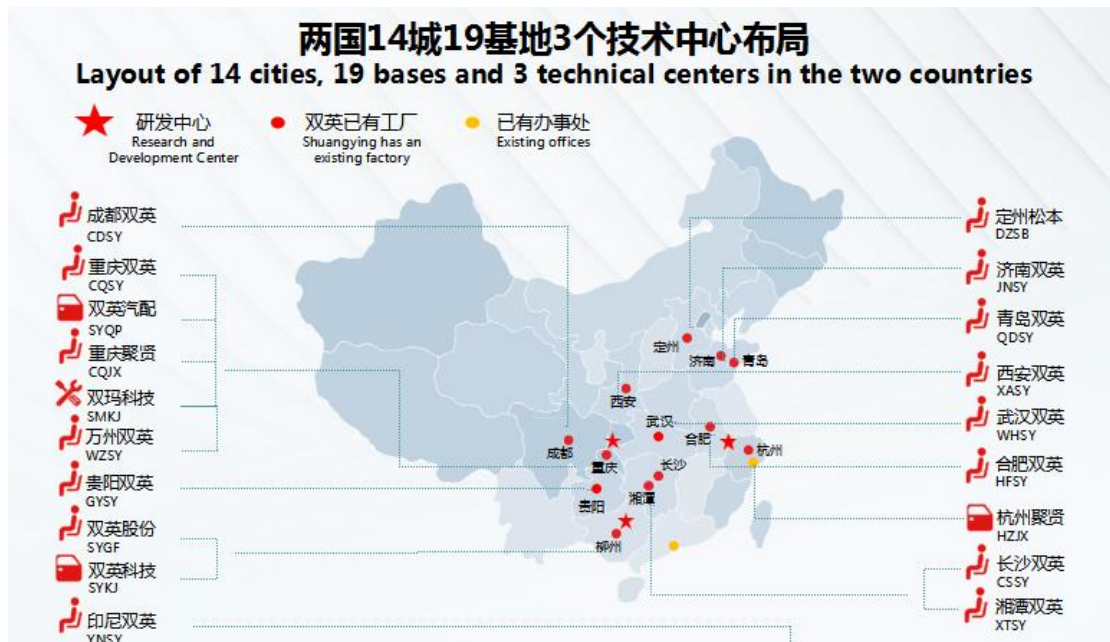 两国14城19基地3个技术中心布局
Layout of 14 cities, 19 bases and 3 technical centers in the two countries
研发中心
Research and
Development Center
双英已有工厂
Shuangying has an
existing factory
已有办事处
Existing offices
成都双英
CDSY
重庆双英
CQSY
双英汽配
SYQP
重庆聚贤
CQJX
双玛科技
SMKJ
万州双英
WZSY
贵阳双英
GYSY
双英股份
SYGF
双英科技
SYKJ
印尼双英
YNSY
定州
济南
青岛
西安
武汉
合肥
杭州
成都
重庆
长沙
贵阳
湘潭
柳州
定州松本
DZSB
济南双英
JNSY
青岛双英
QDSY
西安双英
XASY
武汉双英
WHSY
合肥双英
HFSY
杭州聚贤
HZJX
长沙双英
CSSY
湘潭双英
XTSY